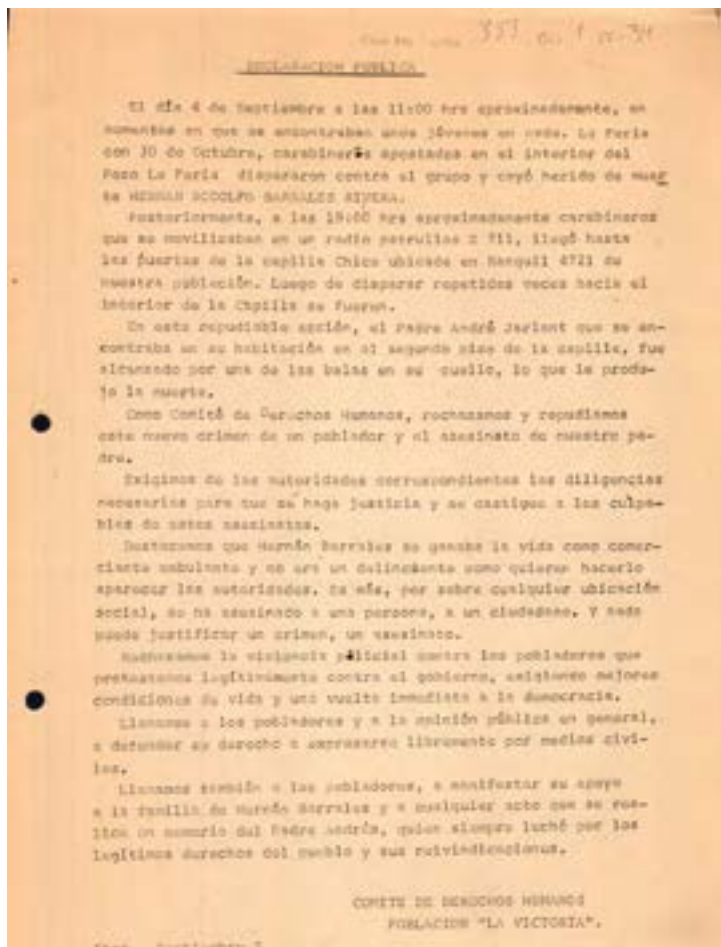 353
DECLARACION PUBLICA
El día 4 de Septiembre a las 11:00 hrs aproximadamente, en
momentos en que se encontraban unos jóvenes en Avda. La Feria
con 30 de Octubre, carabineros apostados en el interior del
Pozo La Feria dispararon contra el grupo y cayó herido de muer
te HERNAN RODOLFO BARRALES RIVERA.
Posteriormente, a las 19:00 hrs aproximadamente carabineros
que se movilizaban en un radio patrullas Z 711, llegó hasta
las puertas de la capilla Chica ubicada en Ranquil 4721 de
nuestra población. Luego de disparar repetidas veces hacia el
interior de la Capilla se fueron.
En esta repudiable acción, el Padre André Jarlant que se en-
contraba en su habitación en el segundo piso de la capilla, fue
alcanzado por una de las balas en su cuello, lo que le produ-
jo la muerte.
Como Comité de Derechos Humanos, rechazamos y repudiamos
este nuevo crimen de un poblador y el asesinato de nuestro pa-
dre.
Exigimos de las autoridades correspondientes las diligencias
necesarias para que se haga justicia y se castigue a los culpa-
bles de estos asesinatos.
Destacamos que Hernán Barrales se ganaba la vida como comer-
ciante ambulante y no era un delincuente como quieren hacerlo
aparecer las autoridades. Es más, por sobre cualquier ubicación
social, se ha asesinado a una persona, a un ciudadano. Y nada
puede justificar un crimen, un asesinato.
Rechazamos la violencia policial contra los pobladores que
protestamos legítimamente contra el gobierno, exigiendo mejores
condiciones de vida y una vuelta inmediata a la democracia.
Llamamos a los pobladores y a la opinión pública en general,
a defender su derecho a expresarse libremente por medios civi-
les.
Llamamos también a los pobladores, a manifestar su apoyo
a la familia de Hernán Barrales y a cualquier acto que se rea-
lice en memoria del Padre Andrés, quien siempre luchó por los
legítimos derechos del pueblo y sus reivindicaciones.
COMITE DE DERECHOS HUMANOS
POBLACION "LA VICTORIA".
Septiembre